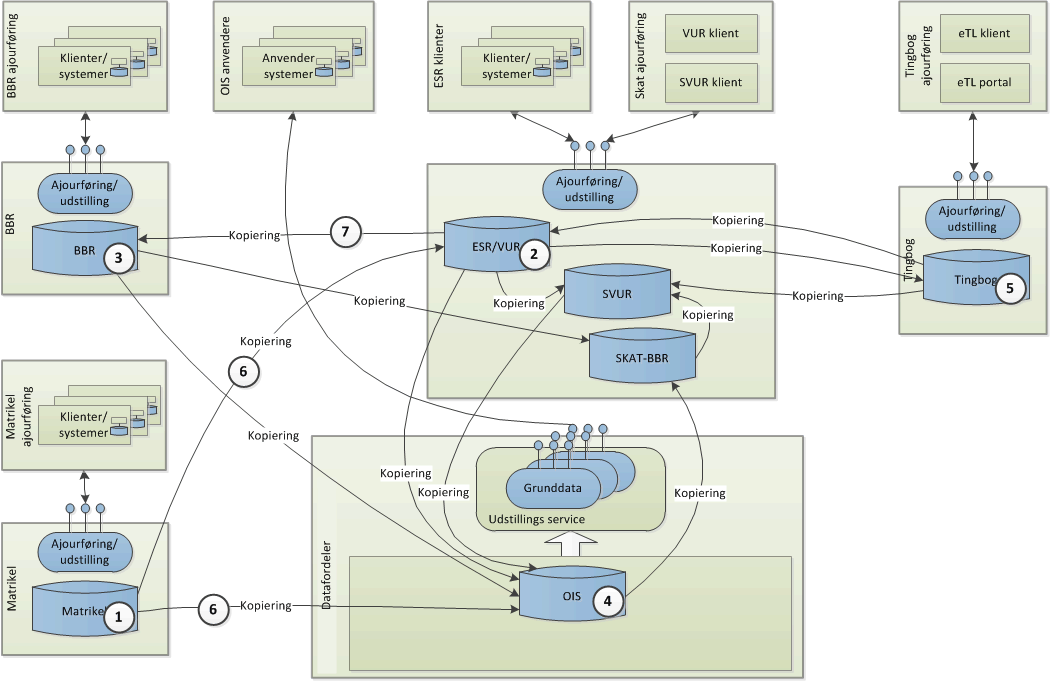 BBR ajourføring
Klienter/
systemer
OIS anvendere
Anvender
systemer
ESR klienter
Klienter/
systemer
Skat ajourføring
VUR klient
SVUR klient
Tingbog
ajourføring
eTL klient
eTL portal
BBR
Ajourføring/
udstilling
BBR
3
Kopiering
7
Ajourføring/
udstilling
ESR/VUR
2
Kopiering
SVUR
Kopiering
SKAT-BBR
Kopiering
Kopiering
Kopiering
Kopiering
Tingbog
Ajourføring/
udstilling
Tingbog
5
Kopiering
6
Matrikel
ajourføring
Klienter/
systemer
Kopiering
Kopiering
Kopiering
Kopiering
Matrikel
Ajourføring/
udstilling
Matrikel
1
6
Kopiering
Datafordeler
Grunddata
Udstillings service
OIS
4